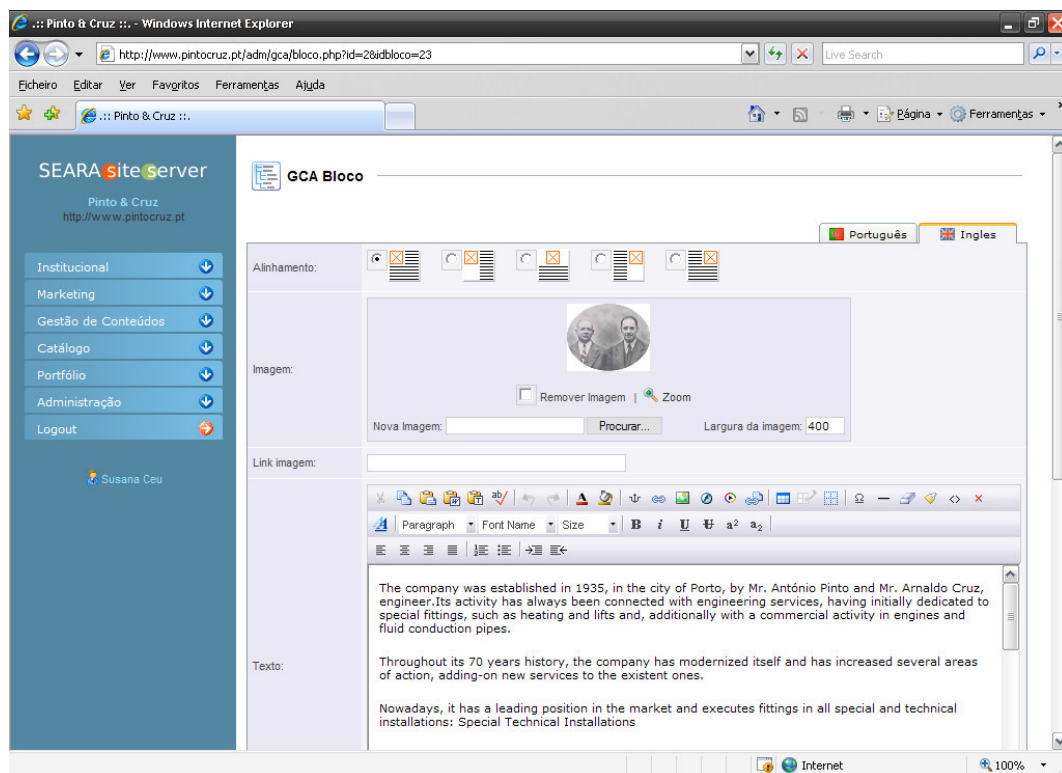 .:: Pinto & Cruz ::. - Windows Internet Explorer
http://www.pintocruz.pt/adm/gca/bloco.php?id=2&idbloco=23
Live Search
Ficheiro Editar Ver Favoritos Ferramentas Ajuda
.:: Pinto & Cruz ::.
Página Ferramentas
SEARA site server
Pinto & Cruz
http://www.pintocruz.pt
Institucional
Marketing
Gestão de Conteúdos
Catálogo
Portfólio
Administração
Logout
Susana Ceu
GCA Bloco
Português Ingles
Alinhamento:
Imagem:
Remover Imagem | Zoom
Nova Imagem: Procurar... Largura da imagem: 400
Link imagem:
Paragraph Font Name Size B i U U a² a₂
Texto:
The company was established in 1935, in the city of Porto, by Mr. António Pinto and Mr. Arnaldo Cruz,
engineer.Its activity has always been connected with engineering services, having initially dedicated to
special fittings, such as heating and lifts and, additionally with a commercial activity in engines and
fluid conduction pipes.
Throughout its 70 years history, the company has modernized itself and has increased several areas
of action, adding-on new services to the existent ones.
Nowadays, it has a leading position in the market and executes fittings in all special and technical
installations: Special Technical Installations
Internet 100%